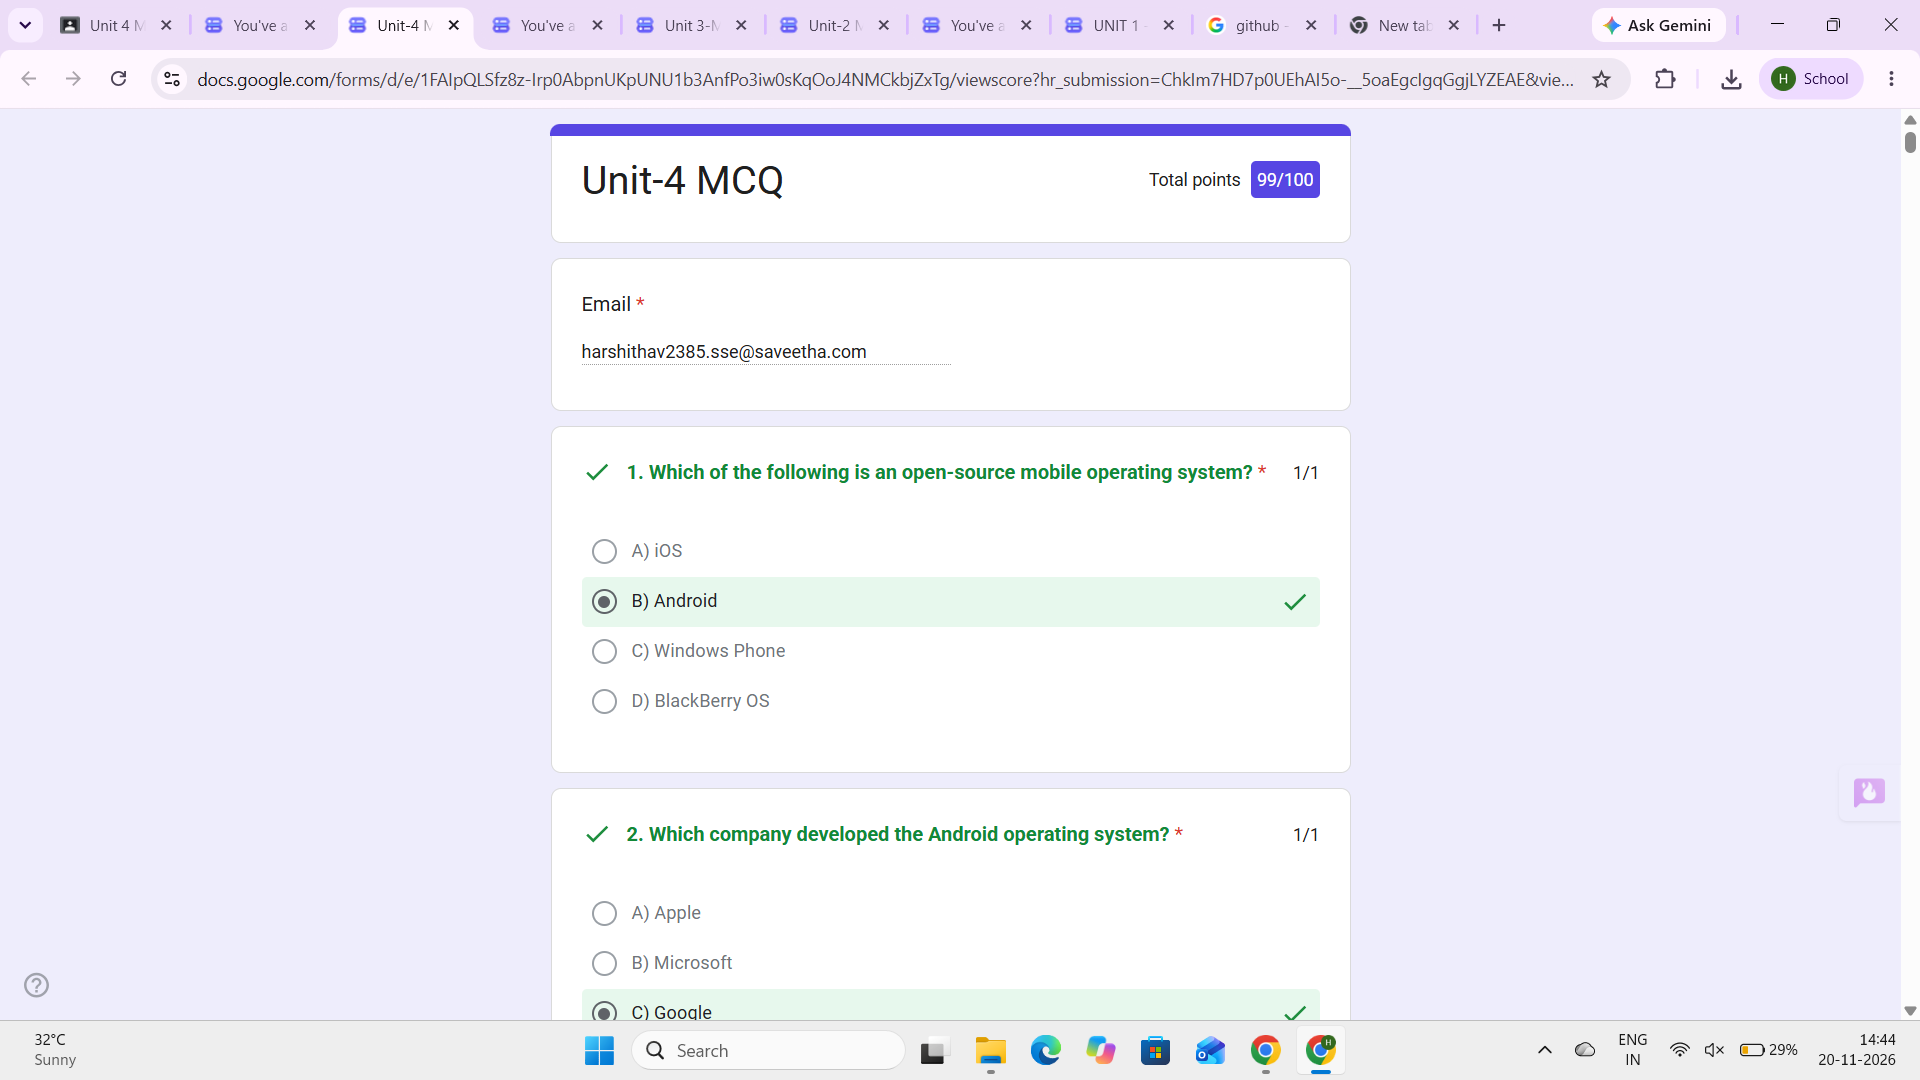 Unit 4 M
You've a
Unit-4 M
You've a
Unit 3-M
Unit-2 M
You've a
UNIT 1 -
github -
New tab
Ask Gemini
docs.google.com/forms/d/e/1FAIpQLSfz8z-Irp0AbpnUKpUNU1b3AnfPo3iw0sKqOoJ4NMCkbjZxTg/viewscore?hr_submission=ChkIm7HD7p0UEhAI5o-__5oaEgcIgqGgjLYZEAE&vie...
H School
Unit-4 MCQ
Total points 99/100
Email *
harshithav2385.sse@saveetha.com
1. Which of the following is an open-source mobile operating system? * 1/1
A) iOS
B) Android
C) Windows Phone
D) BlackBerry OS
2. Which company developed the Android operating system? * 1/1
A) Apple
B) Microsoft
C) Google
32°C
Sunny
Search
ENG
IN
29%
14:44
20-11-2026